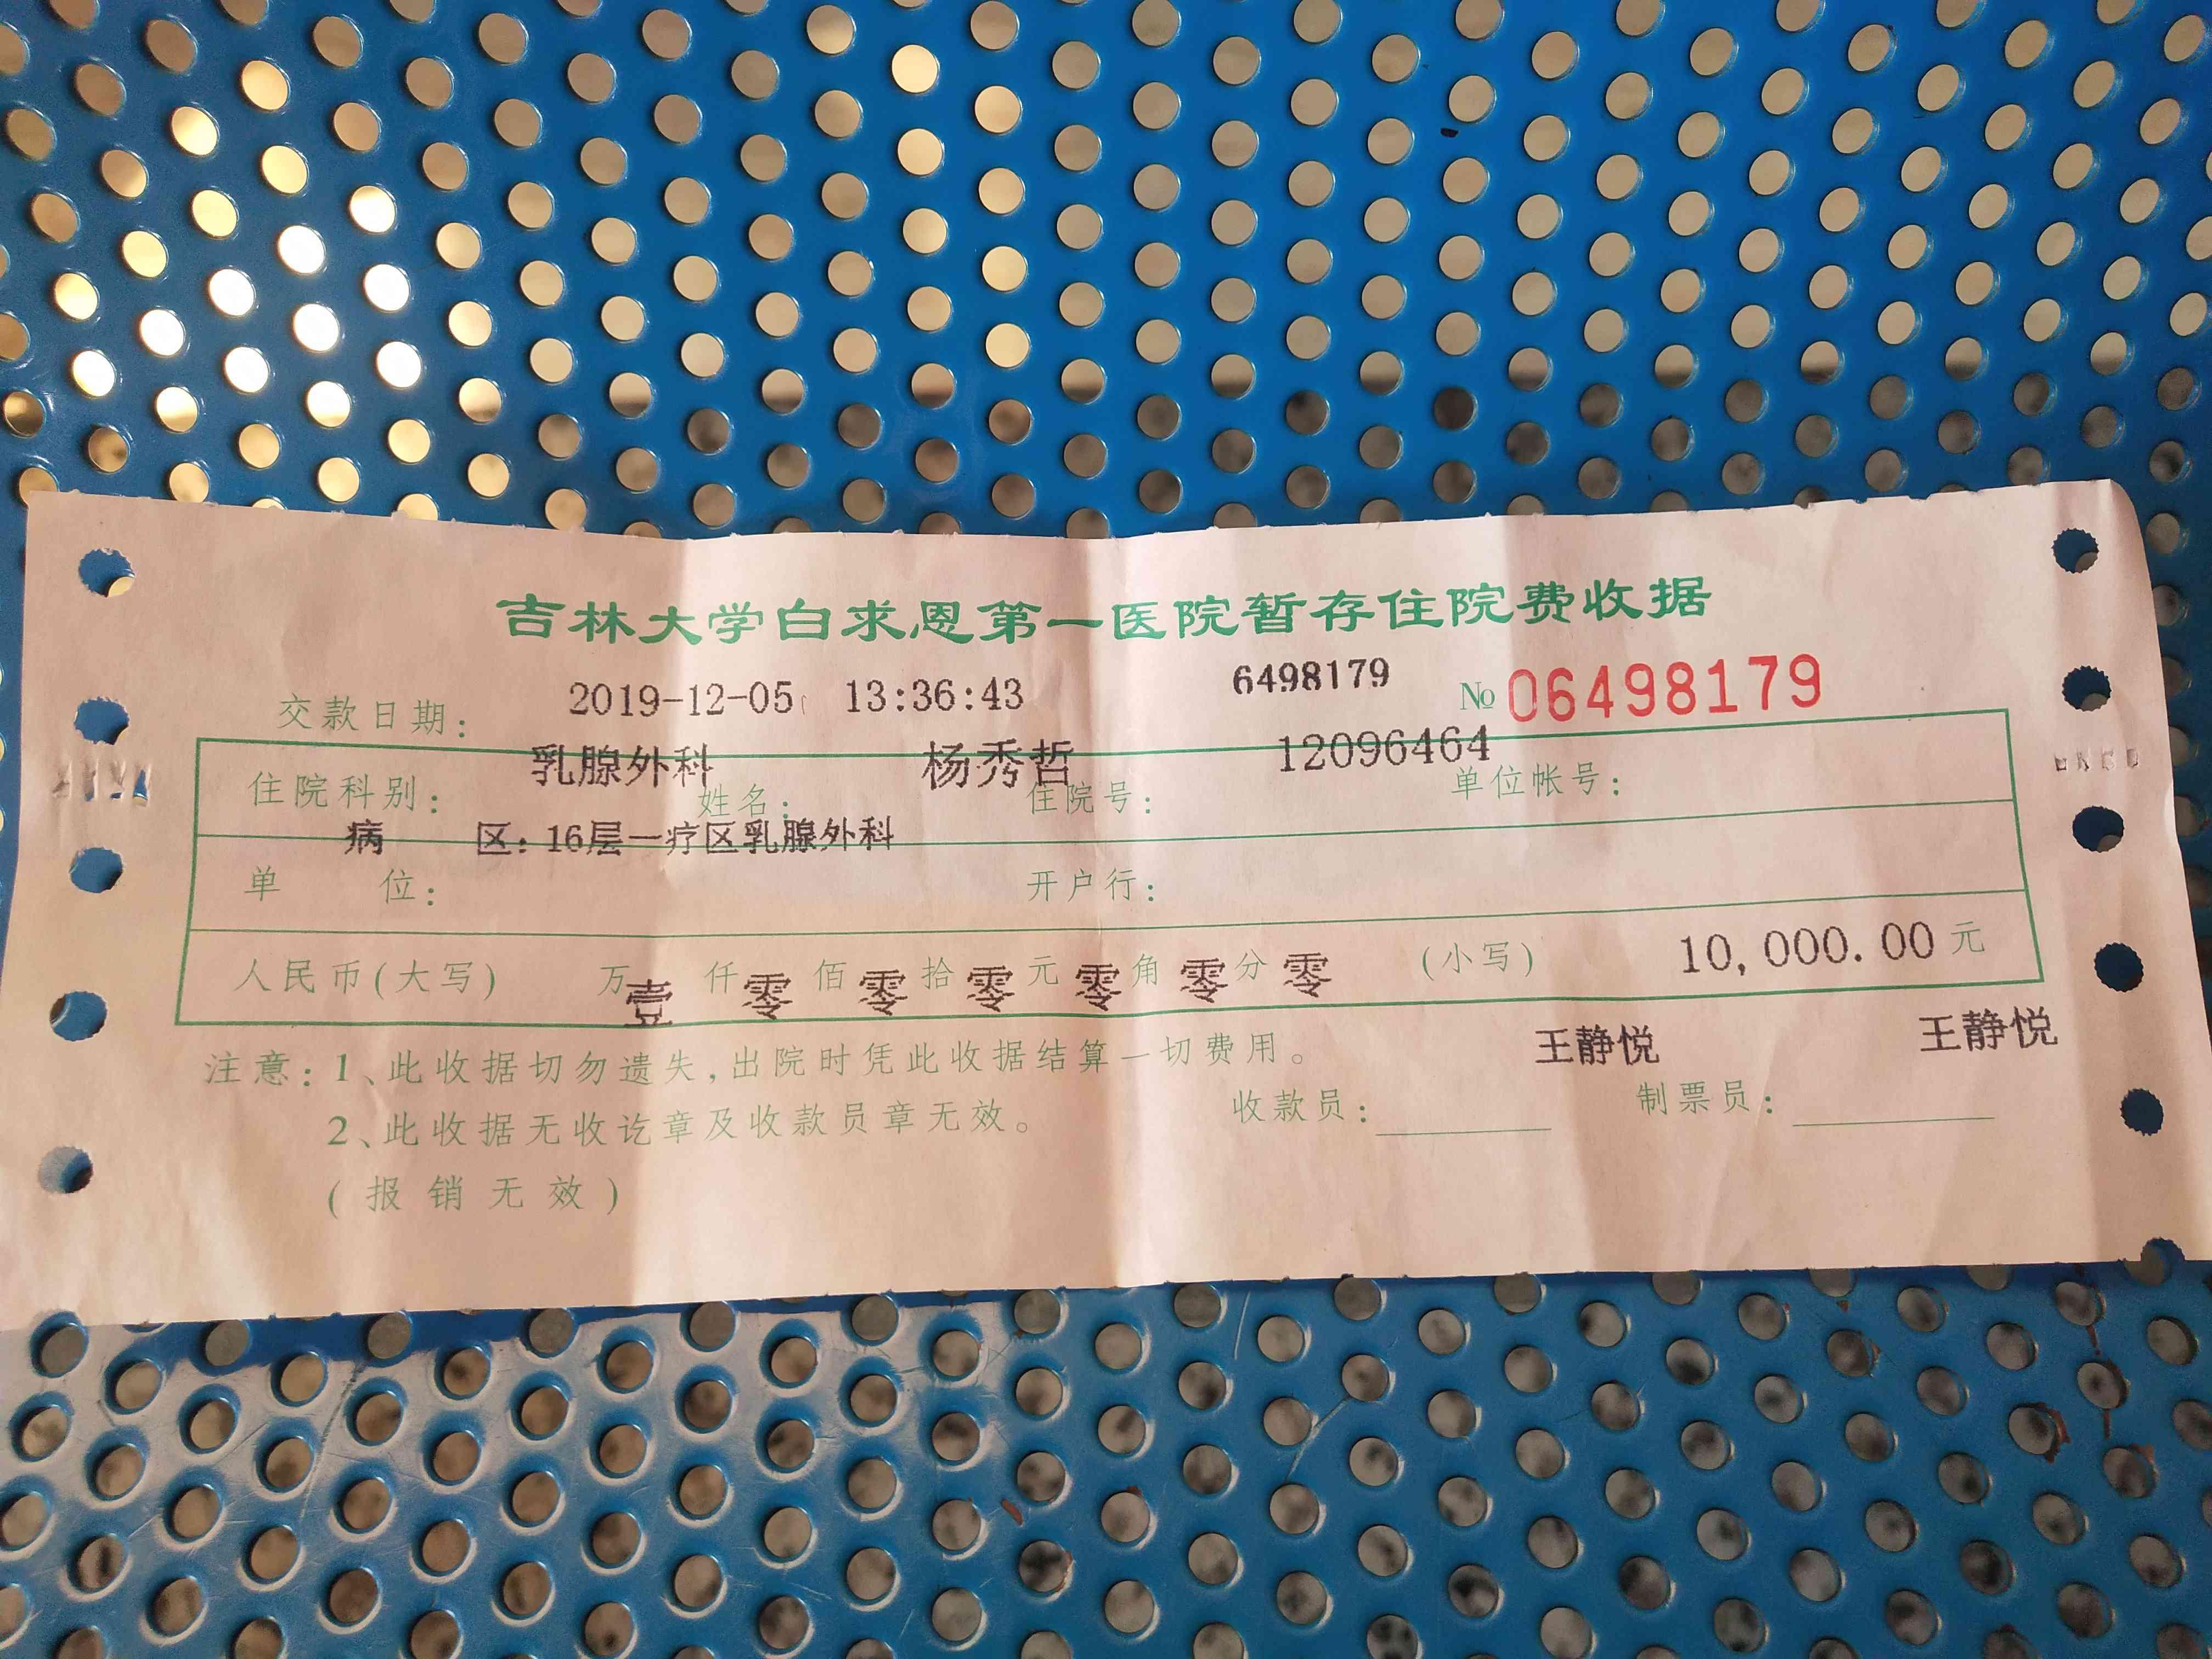 吉林大学白求恩第一医院暂存住院费收据
交款日期: 2019-12-05 13:36:43 6498179 № 06498179
住院科别: 乳腺外科 姓名: 杨秀哲 住院号: 12096464 单位帐号:
病 区: 16层一疗区乳腺外科
单 位: 开户行:
人民币(大写) 万 壹 仟 零 佰 零 拾 零 元 零 角 零 分 零 (小写) 10,000.00 元
注意: 1、此收据切勿遗失,出院时凭此收据结算一切费用。 王静悦 王静悦
2、此收据无收讫章及收款员章无效。 收款员: 制票员:
(报销无效)